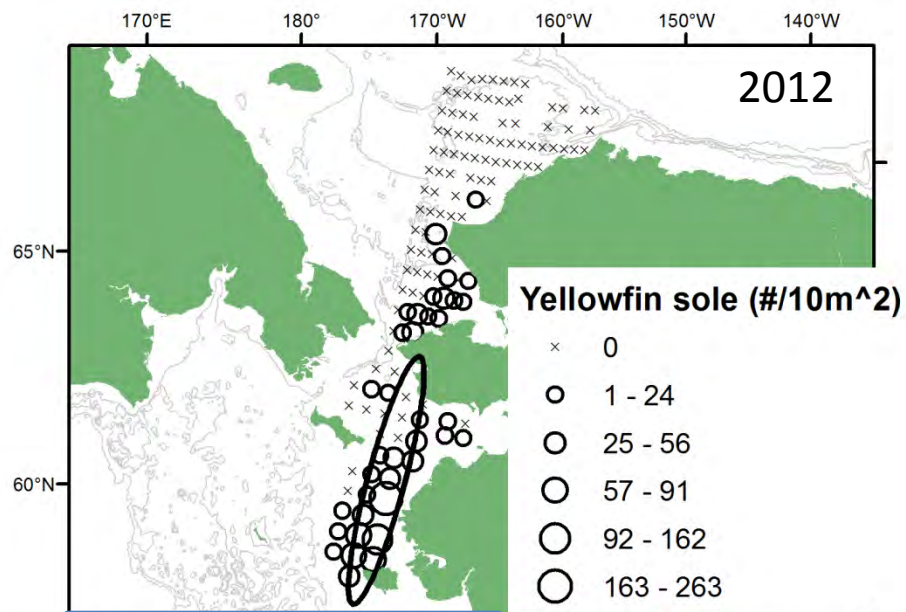 170°E 180° 170°W 160°W 150°W 140°W
2012
65°N
60°N
Yellowfin sole (#/10m^2)
0
1 - 24
25 - 56
57 - 91
92 - 162
163 - 263